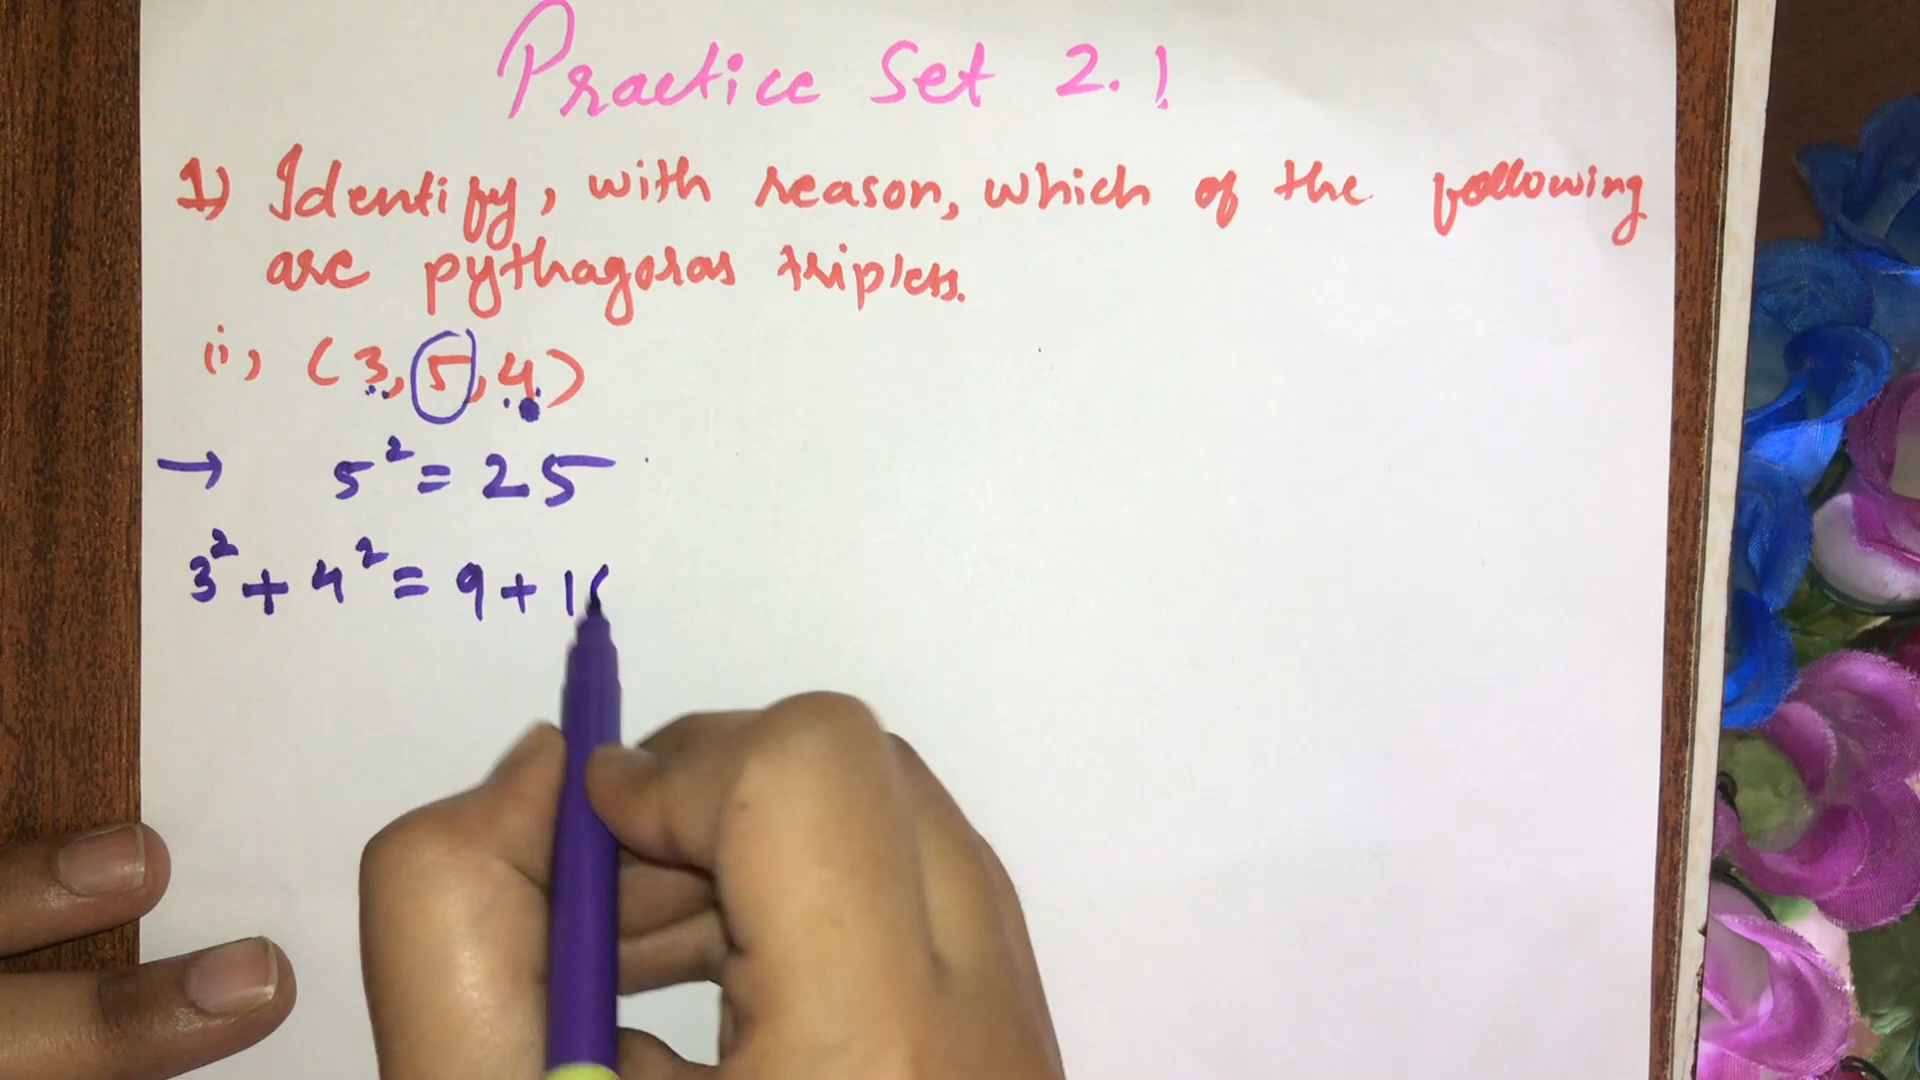 Practice Set 2.1
1) Identify, with reason, which of the following
are pythagoras triplets.
(i), (3, 5, 4)
→ 5² = 25
3² + 4² = 9 + 16